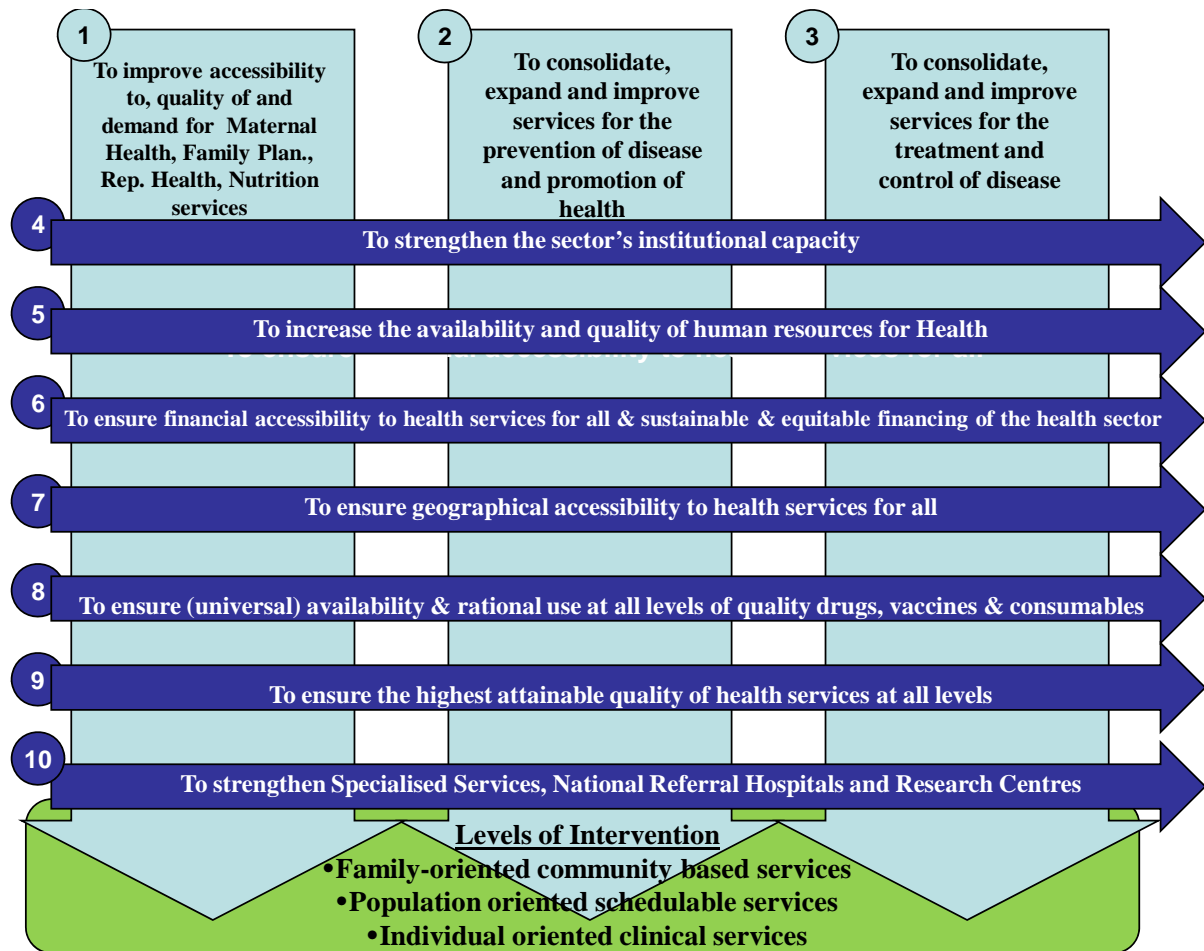 1
To improve accessibility
to, quality of and
demand for Maternal
Health, Family Plan.,
Rep. Health, Nutrition
services
2
To consolidate,
expand and improve
services for the
prevention of disease
and promotion of
health
3
To consolidate,
expand and improve
services for the
treatment and
control of disease
4
To strengthen the sector's institutional capacity
5
To increase the availability and quality of human resources for Health
6
To ensure financial accessibility to health services for all & sustainable & equitable financing of the health sector
7
To ensure geographical accessibility to health services for all
8
To ensure (universal) availability & rational use at all levels of quality drugs, vaccines & consumables
9
To ensure the highest attainable quality of health services at all levels
10
To strengthen Specialised Services, National Referral Hospitals and Research Centres
Levels of Intervention
•Family-oriented community based services
•Population oriented schedulable services
•Individual oriented clinical services